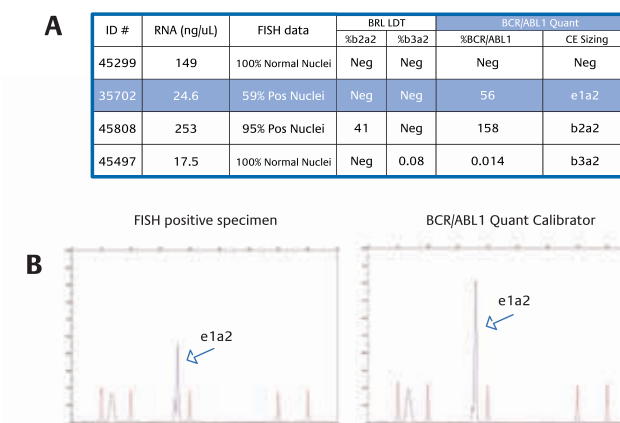 A
ID # RNA (ng/uL) FISH data BRL LDT BCR/ABL1 Quant
%b2a2 %b3a2 %BCR/ABL1 CE Sizing
45299 149 100% Normal Nuclei Neg Neg Neg Neg
35702 24.6 59% Pos Nuclei Neg Neg 56 e1a2
45808 253 95% Pos Nuclei 41 Neg 158 b2a2
45497 17.5 100% Normal Nuclei Neg 0.08 0.014 b3a2
FISH positive specimen BCR/ABL1 Quant Calibrator
B
e1a2 e1a2